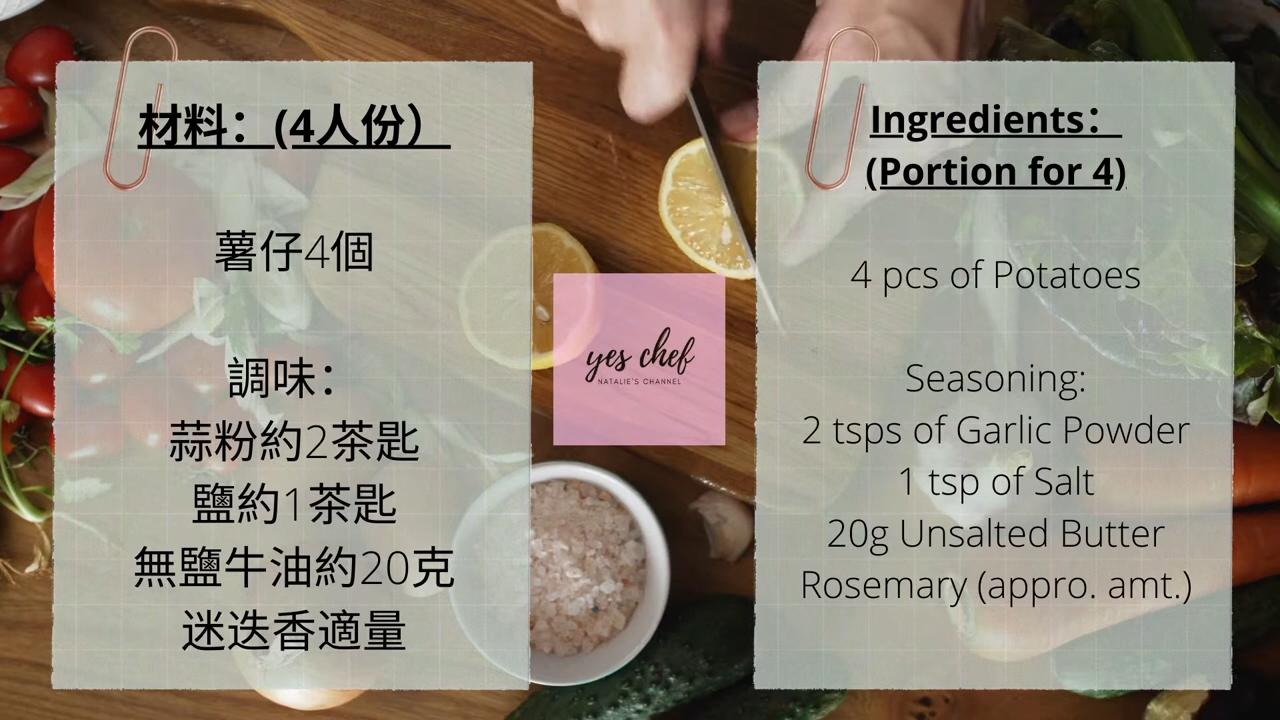 材料：(4人份）
薯仔4個
調味：
蒜粉約2茶匙
鹽約1茶匙
無鹽牛油約20克
迷迭香適量
yes chef
NATALIE'S CHANNEL
Ingredients：
(Portion for 4)
4 pcs of Potatoes
Seasoning:
2 tsps of Garlic Powder
1 tsp of Salt
20g Unsalted Butter
Rosemary (appro. amt.)